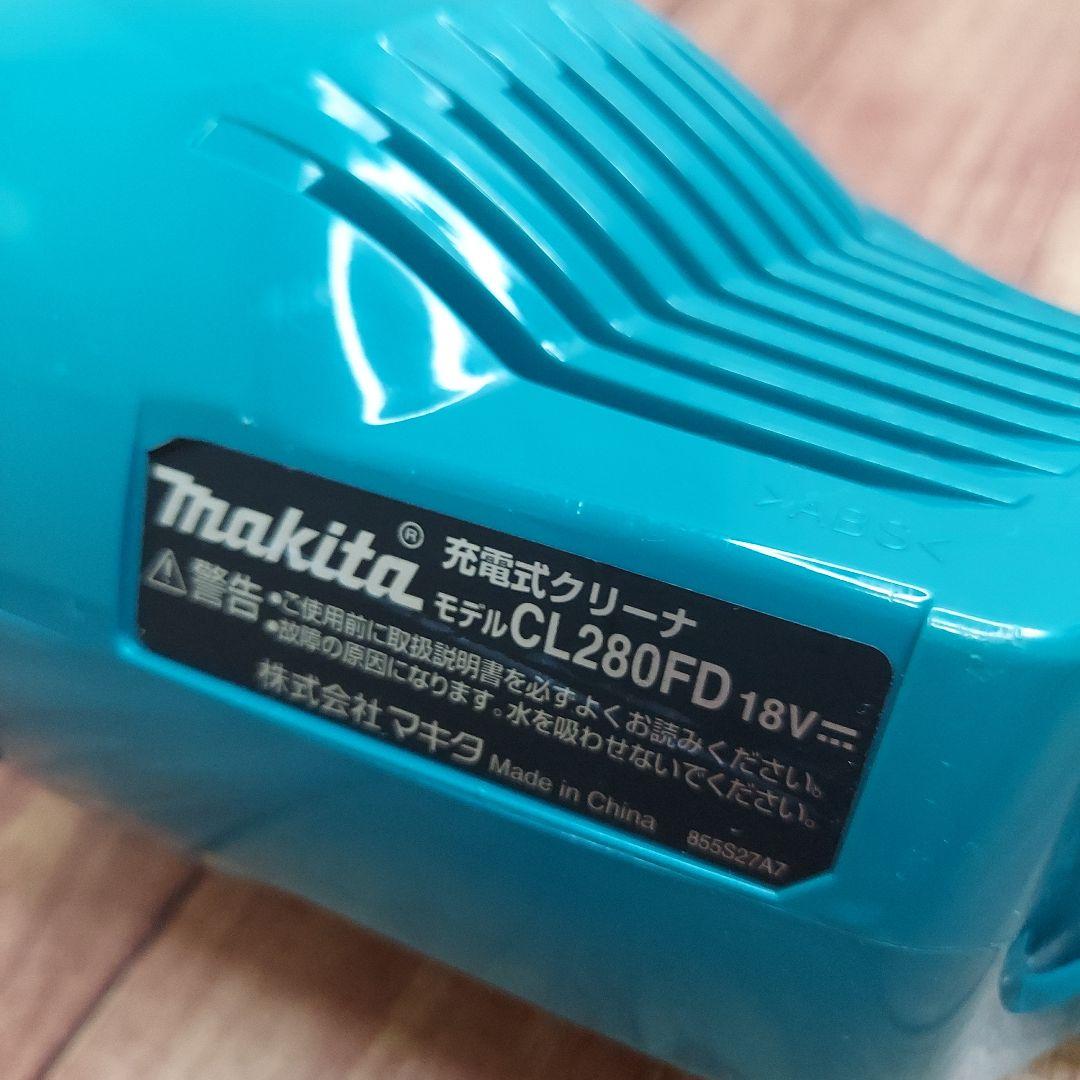 >ABS<
makita®
充電式クリーナ
モデルCL280FD 18V⎓
⚠警告
•ご使用前に取扱説明書を必ずよくお読みください。
•故障の原因になります。水を吸わせないでください。
株式会社マキタ Made in China
855S27A7